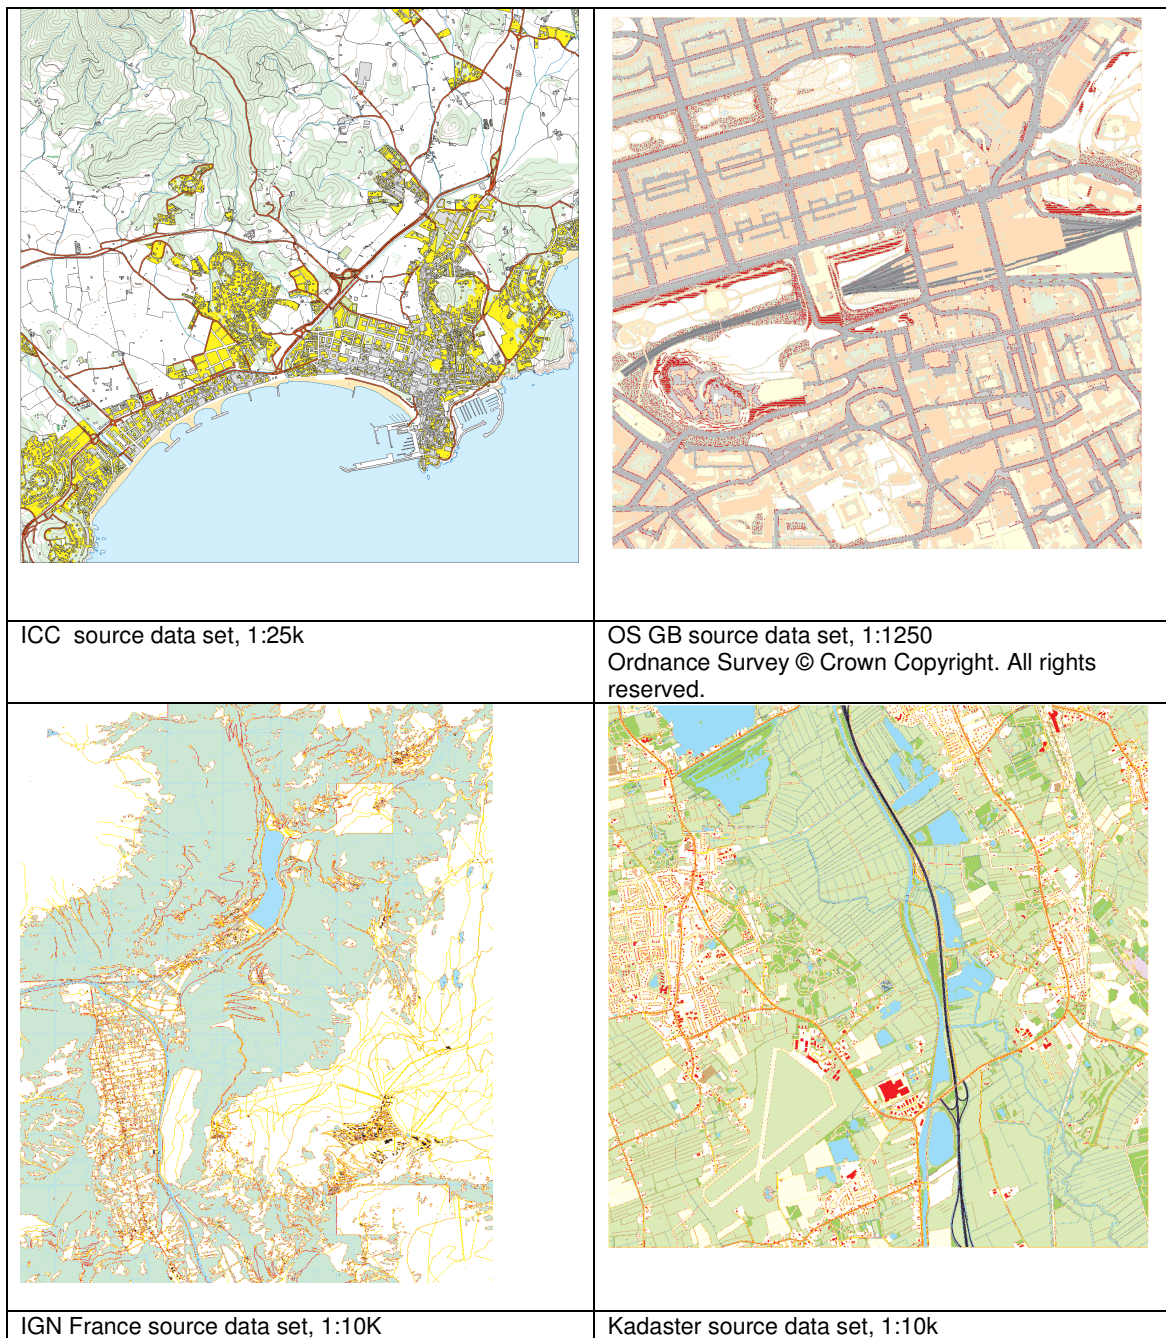 ICC  source data set, 1:25k
OS GB source data set, 1:1250
Ordnance Survey © Crown Copyright. All rights
reserved.
IGN France source data set, 1:10K
Kadaster source data set, 1:10k